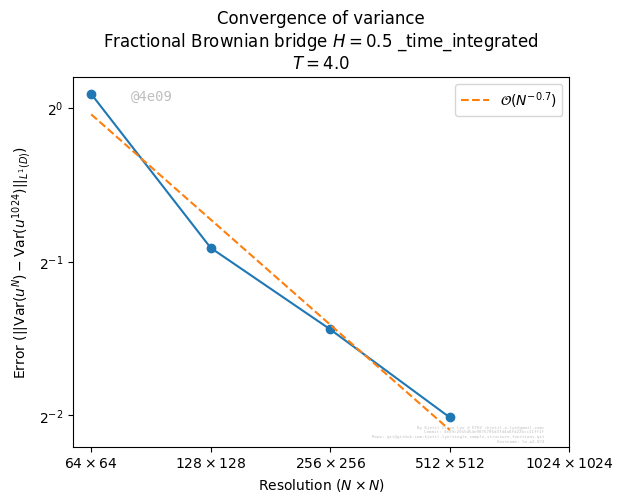 Convergence of variance
Fractional Brownian bridge H = 0.5 _time_integrated
T = 4.0
@4e09
O(N^{-0.7})
2^0
2^{-1}
2^{-2}
Error (||Var(u^N) − Var(u^{1024})||_{L^1(D)})
64 × 64
128 × 128
256 × 256
512 × 512
1024 × 1024
Resolution (N × N)